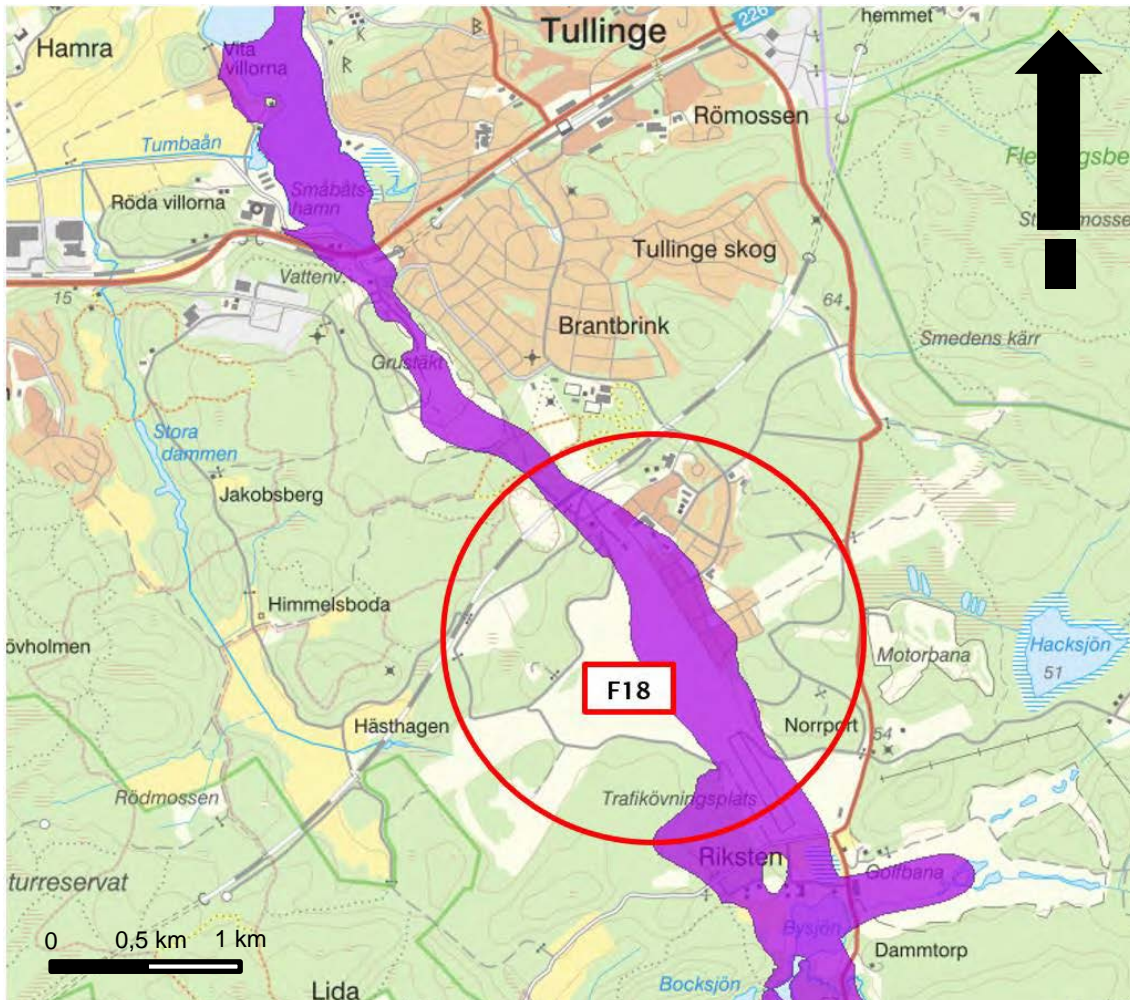 Hamra
Tullinge
226
hemmet
Vita
villorna
Römossen
Tumbaån
Småbåts-
hamn
Röda villorna
Tullinge skog
Vattenv.
15
64
Brantbrink
Smedens kärr
Grustäkt
Stora
dammen
Jakobsberg
Himmelsboda
övholmen
Motorbana
Hacksjön
51
F18
Hästhagen
Norrport
54
Rödmossen
Trafikövningsplats
Riksten
Golfbana
turreservat
Bysjön
0 0,5 km 1 km
Dammtorp
Lida
Bocksjön